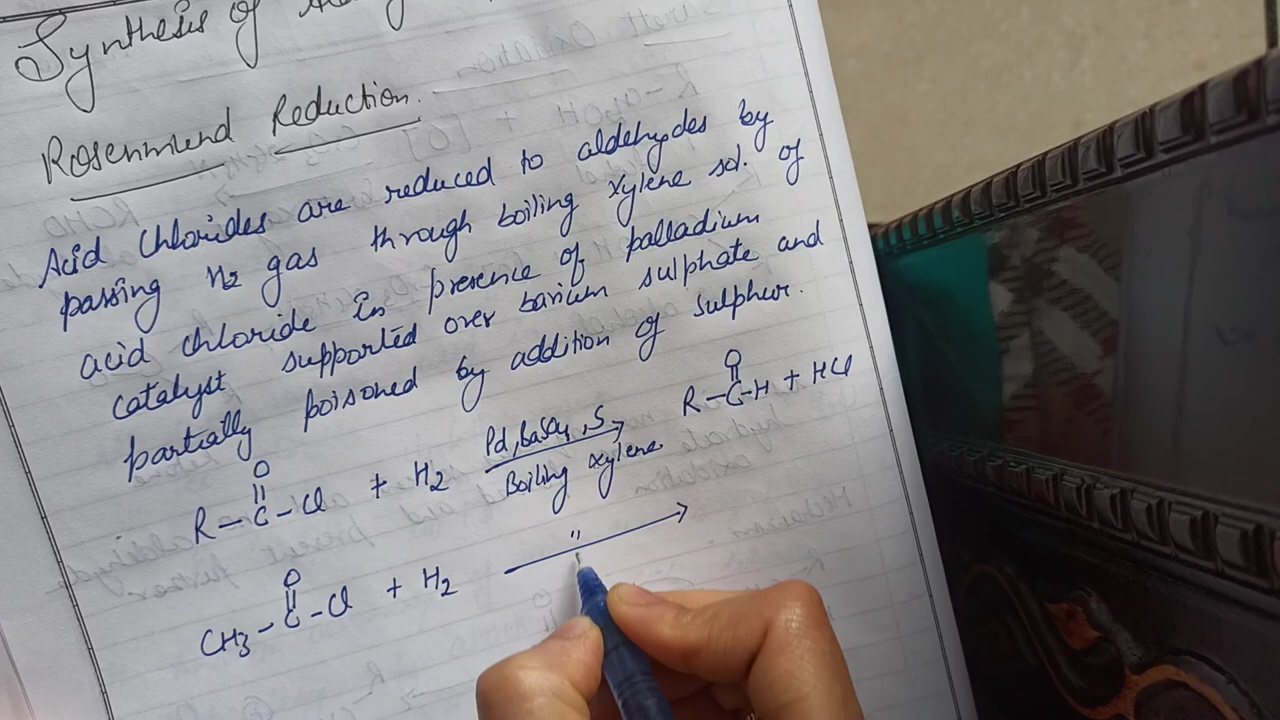 Synthesis of
Rosenmund Reduction.
Acid Chlorides are reduced to aldehydes by
passing H2 gas through boiling xylene sol. of
acid chloride in presence of palladium
catalyst supported over barium sulphate and
partially poisoned by addition of sulphur.
R-C(=O)-Cl + H2 Pd, BaSO4, S → Boiling xylene R-C(=O)-H + HCl
CH3-C(=O)-Cl + H2 " →